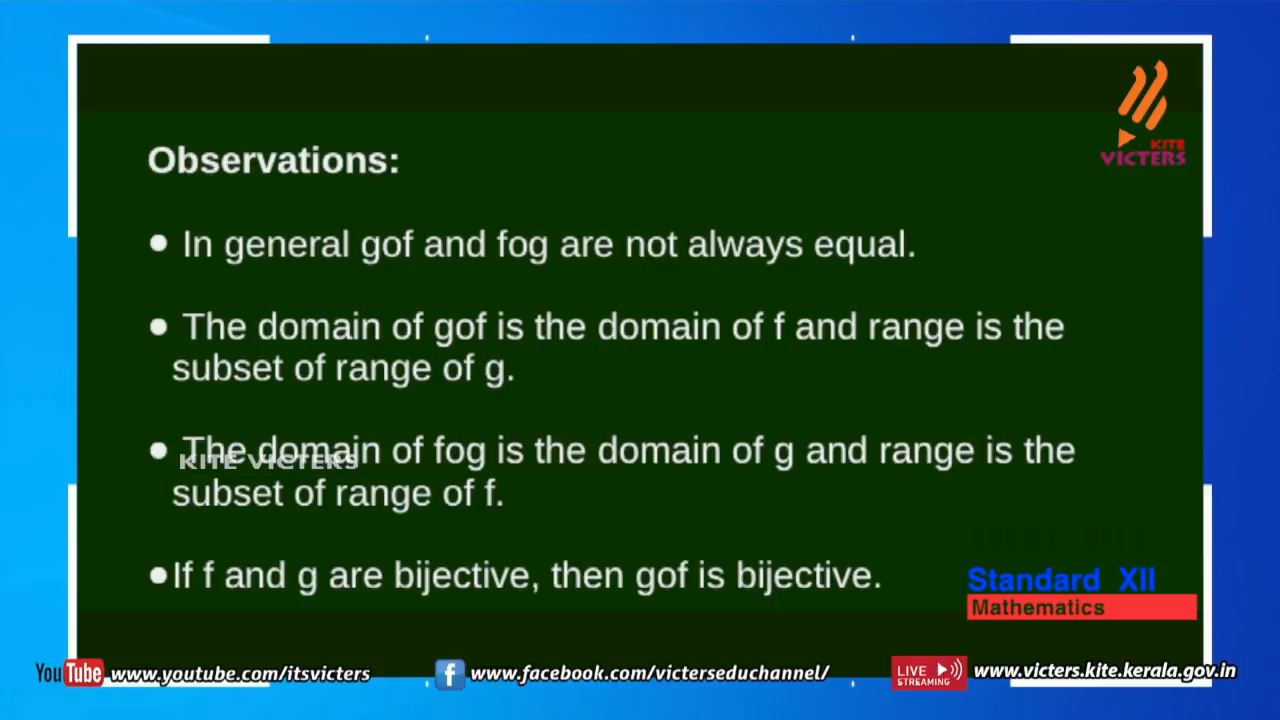 KITE
VICTERS
Observations:
● In general gof and fog are not always equal.
● The domain of gof is the domain of f and range is the
subset of range of g.
● The domain of fog is the domain of g and range is the
KITE VICTERS
subset of range of f.
●If f and g are bijective, then gof is bijective.
Standard XII
Mathematics
YouTube www.youtube.com/itsvicters
f www.facebook.com/victerseduchannel/
LIVE
STREAMING
www.victers.kite.kerala.gov.in